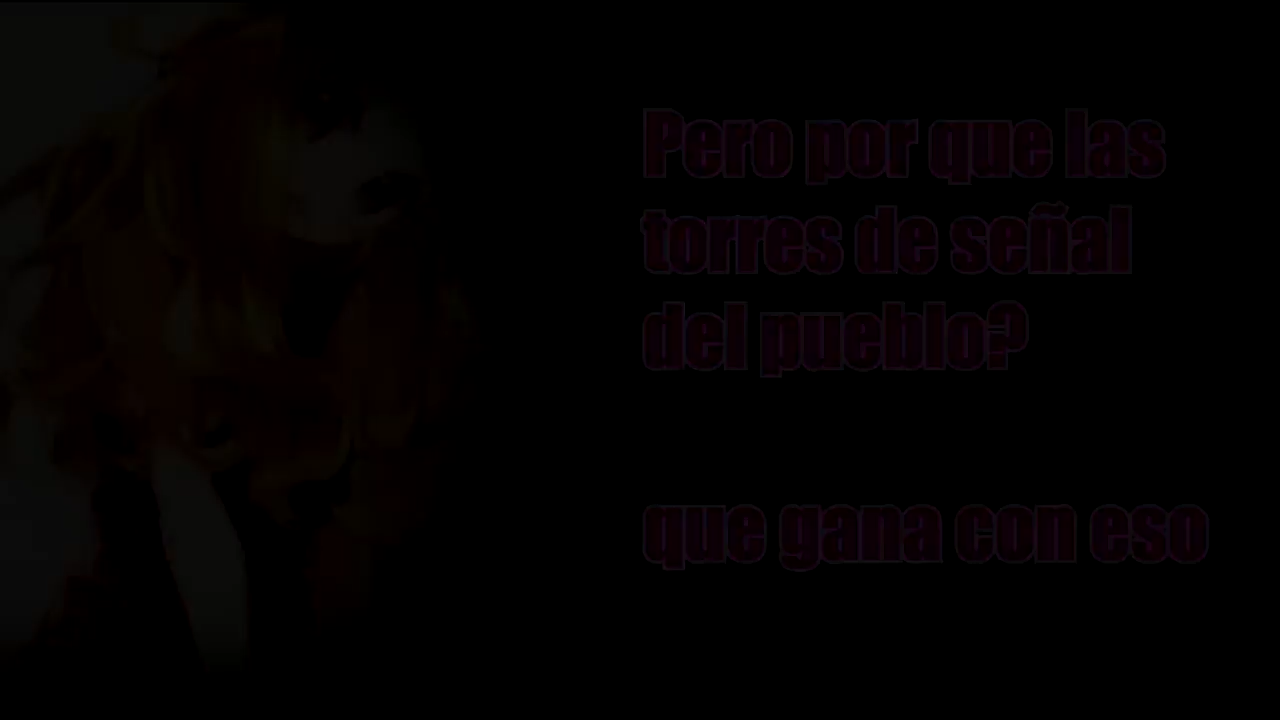 Pero por que las
torres de señal
del pueblo?
que gana con eso